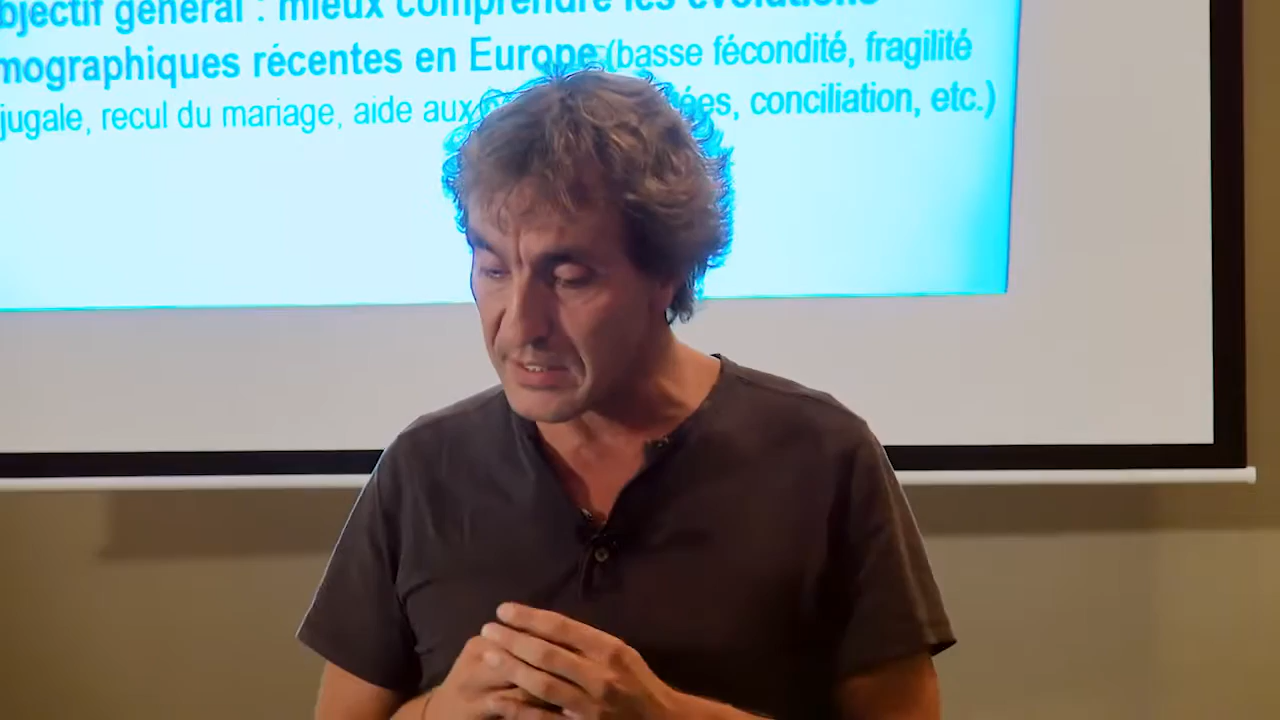 bjectif général : mieux comprendre les évolutions
mographiques récentes en Europe (basse fécondité, fragilité
jugale, recul du mariage, aide aux ées, conciliation, etc.)